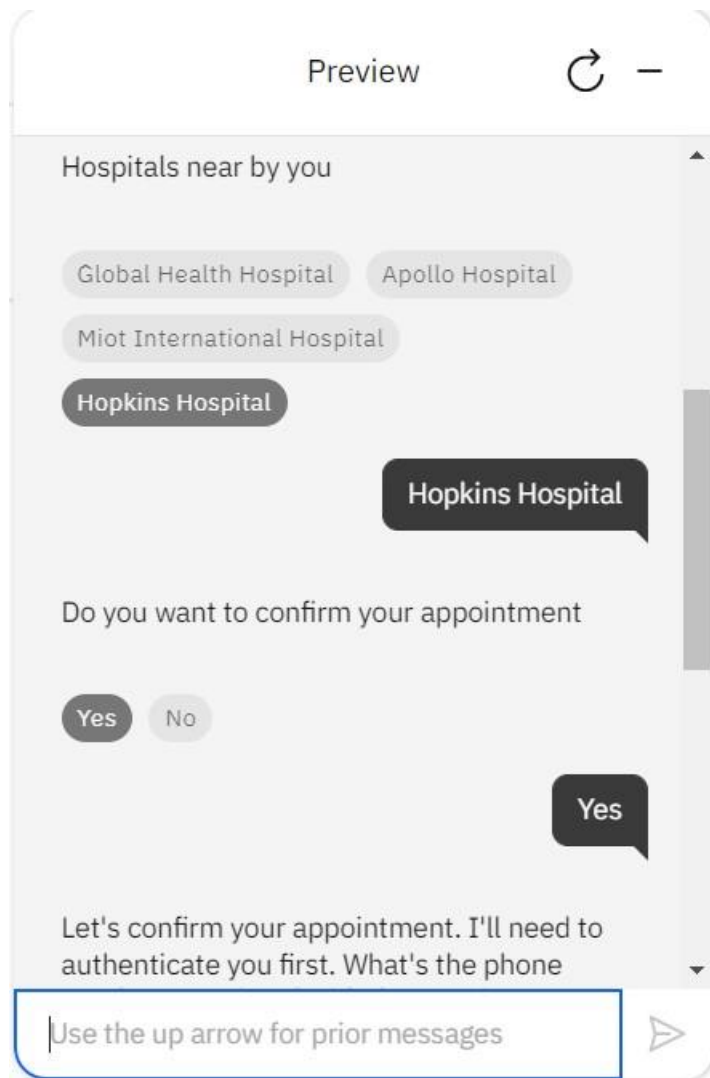 Preview
Hospitals near by you
Global Health Hospital Apollo Hospital
Miot International Hospital
Hopkins Hospital
Hopkins Hospital
Do you want to confirm your appointment
Yes No
Yes
Let's confirm your appointment. I'll need to
authenticate you first. What's the phone
Use the up arrow for prior messages